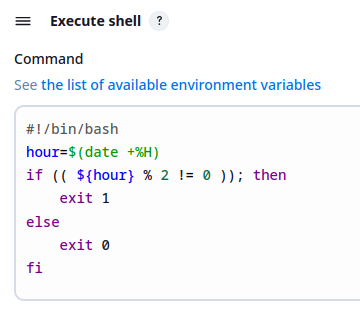 Execute shell ?
Command
See the list of available environment variables
#!/bin/bash
hour=$(date +%H)
if (( ${hour} % 2 != 0 )); then
    exit 1
else
    exit 0
fi